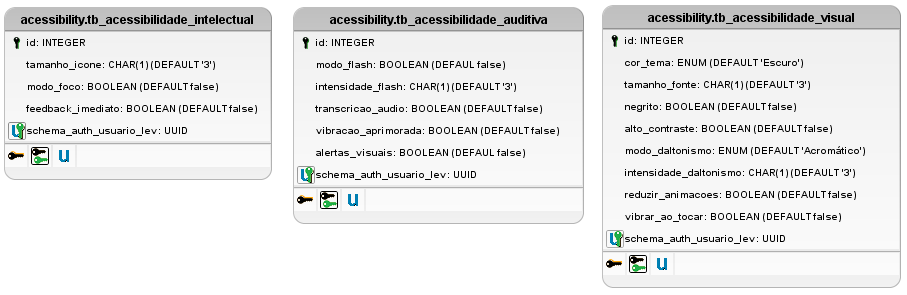 acessibility.tb_acessibilidade_intelectual
id: INTEGER
tamanho_icone: CHAR(1)(DEFAULT '3')
modo_foco: BOOLEAN (DEFAULT false)
feedback_imediato: BOOLEAN (DEFAULT false)
schema_auth_usuario_lev: UUID
acessibility.tb_acessibilidade_auditiva
id: INTEGER
modo_flash: BOOLEAN (DEFAUL false)
intensidade_flash: CHAR(1)(DEFAULT '3')
transcricao_audio: BOOLEAN (DEFAULT false)
vibracao_aprimorada: BOOLEAN (DEFAULT false)
alertas_visuais: BOOLEAN (DEFAUL false)
schema_auth_usuario_lev: UUID
acessibility.tb_acessibilidade_visual
id: INTEGER
cor_tema: ENUM (DEFAULT 'Escuro')
tamanho_fonte: CHAR(1)(DEFAULT '3')
negrito: BOOLEAN (DEFAULT false)
alto_contraste: BOOLEAN (DEFAULT false)
modo_daltonismo: ENUM (DEFAULT 'Acromático')
intensidade_daltonismo: CHAR(1)(DEFAULT '3')
reduzir_animacoes: BOOLEAN (DEFAULT false)
vibrar_ao_tocar: BOOLEAN (DEFAULT false)
schema_auth_usuario_lev: UUID